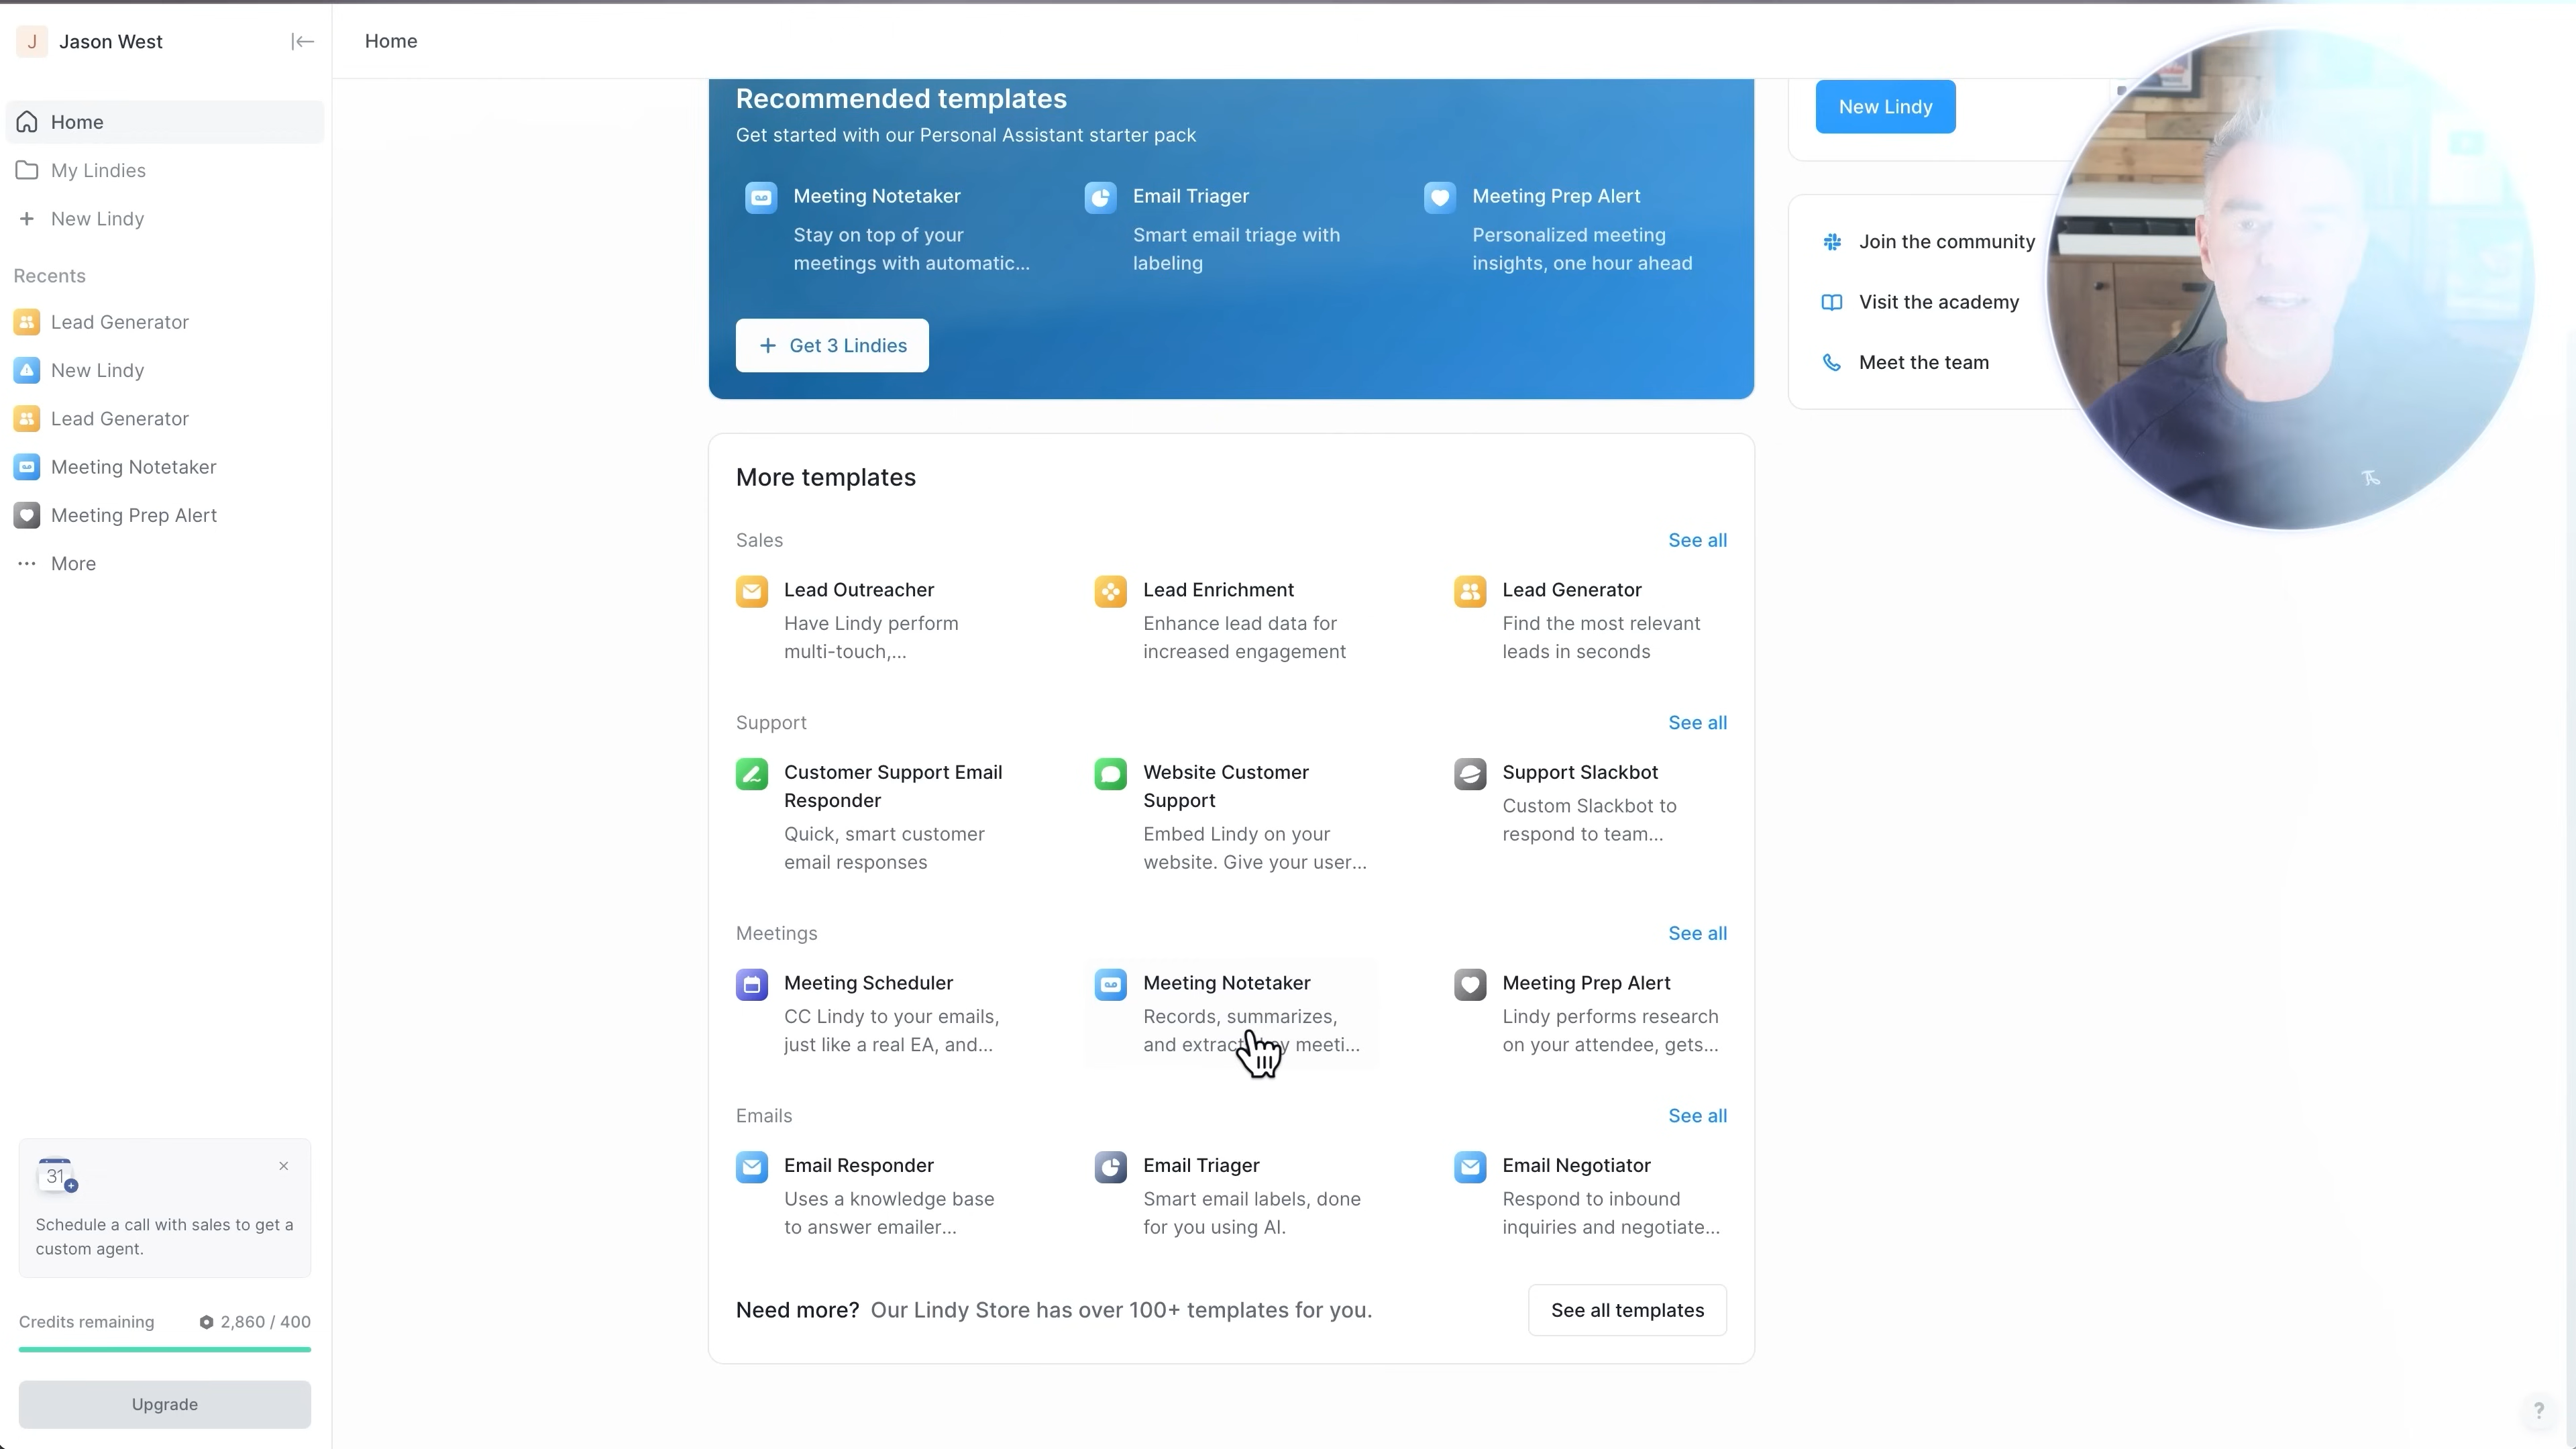 J Jason West
Home
Home
My Lindies
New Lindy
Recents
Lead Generator
New Lindy
Lead Generator
Meeting Notetaker
Meeting Prep Alert
More
31
Schedule a call with sales to get a
custom agent.
Credits remaining 2,860 / 400
Upgrade
Recommended templates
Get started with our Personal Assistant starter pack
Meeting Notetaker
Stay on top of your
meetings with automatic...
Email Triager
Smart email triage with
labeling
Meeting Prep Alert
Personalized meeting
insights, one hour ahead
+ Get 3 Lindies
More templates
Sales See all
Lead Outreacher
Have Lindy perform
multi-touch,...
Lead Enrichment
Enhance lead data for
increased engagement
Lead Generator
Find the most relevant
leads in seconds
Support See all
Customer Support Email
Responder
Quick, smart customer
email responses
Website Customer
Support
Embed Lindy on your
website. Give your user...
Support Slackbot
Custom Slackbot to
respond to team...
Meetings See all
Meeting Scheduler
CC Lindy to your emails,
just like a real EA, and...
Meeting Notetaker
Records, summarizes,
and extract meeti...
Meeting Prep Alert
Lindy performs research
on your attendee, gets...
Emails See all
Email Responder
Uses a knowledge base
to answer emailer...
Email Triager
Smart email labels, done
for you using AI.
Email Negotiator
Respond to inbound
inquiries and negotiate...
Need more? Our Lindy Store has over 100+ templates for you.
See all templates
New Lindy
Join the community
Visit the academy
Meet the team
?